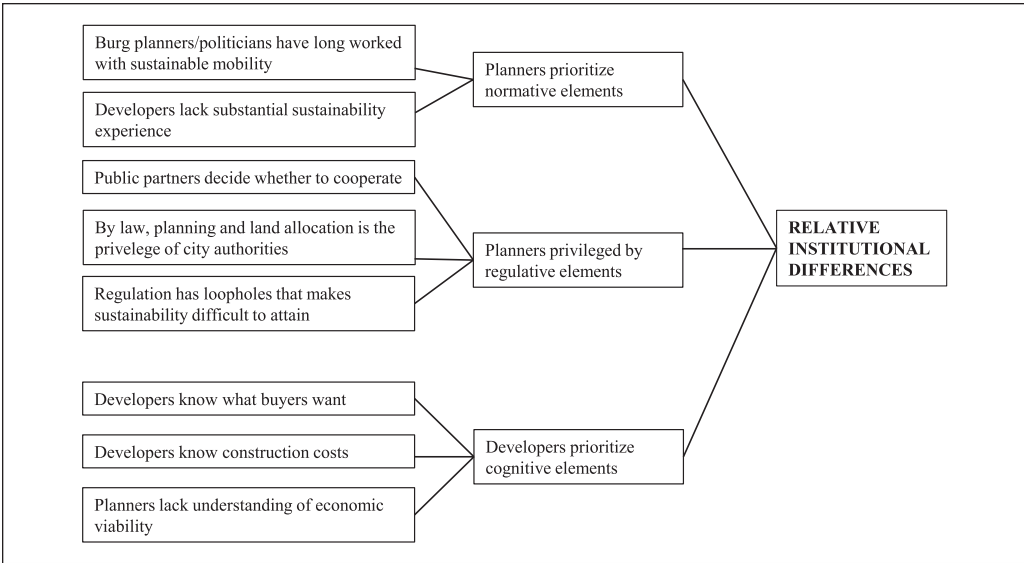 Burg planners/politicians have long worked
with sustainable mobility
Developers lack substantial sustainability
experience
Planners prioritize
normative elements
Public partners decide whether to cooperate
By law, planning and land allocation is the
privelege of city authorities
Regulation has loopholes that makes
sustainability difficult to attain
Planners privileged by
regulative elements
Developers know what buyers want
Developers know construction costs
Planners lack understanding of economic
viability
Developers prioritize
cognitive elements
RELATIVE
INSTITUTIONAL
DIFFERENCES